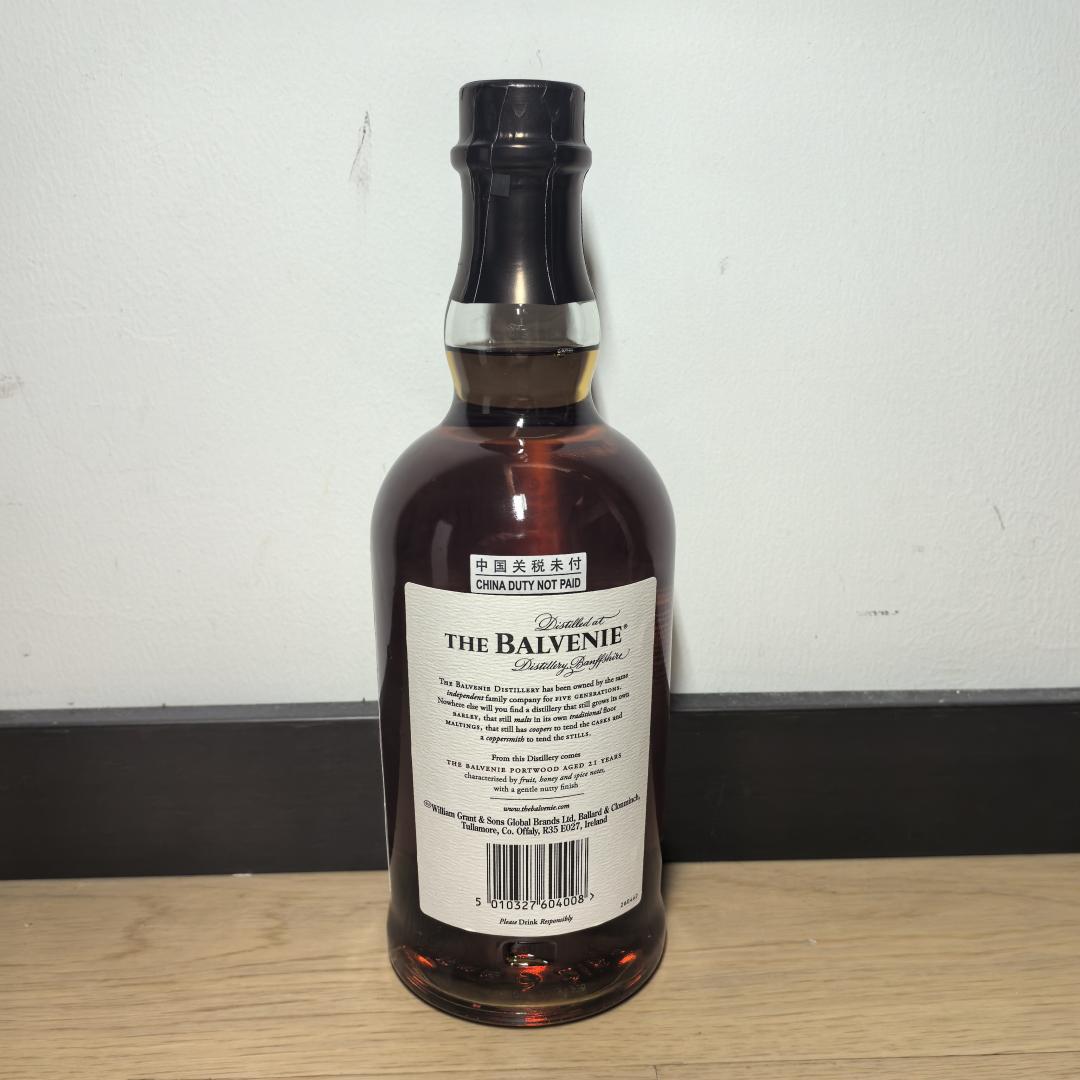 中国关税未付
CHINA DUTY NOT PAID
Distilled at
THE BALVENIE®
Distillery, Banffshire
THE BALVENIE DISTILLERY has been owned by the same
independent family company for FIVE GENERATIONS.
Nowhere else will you find a distillery that still grows its own
BARLEY, that still malts in its own traditional floor
MALTINGS, that still has coopers to tend the CASKS and
a coppersmith to tend the STILLS.
From this Distillery comes
THE BALVENIE PORTWOOD AGED 21 YEARS
characterised by fruit, honey and spice notes,
with a gentle nutty finish
www.thebalvenie.com
William Grant & Sons Global Brands Ltd, Ballard & Clonminch,
Tullamore, Co. Offaly, R35 E027, Ireland
5 010327 604008 >
Please Drink Responsibly